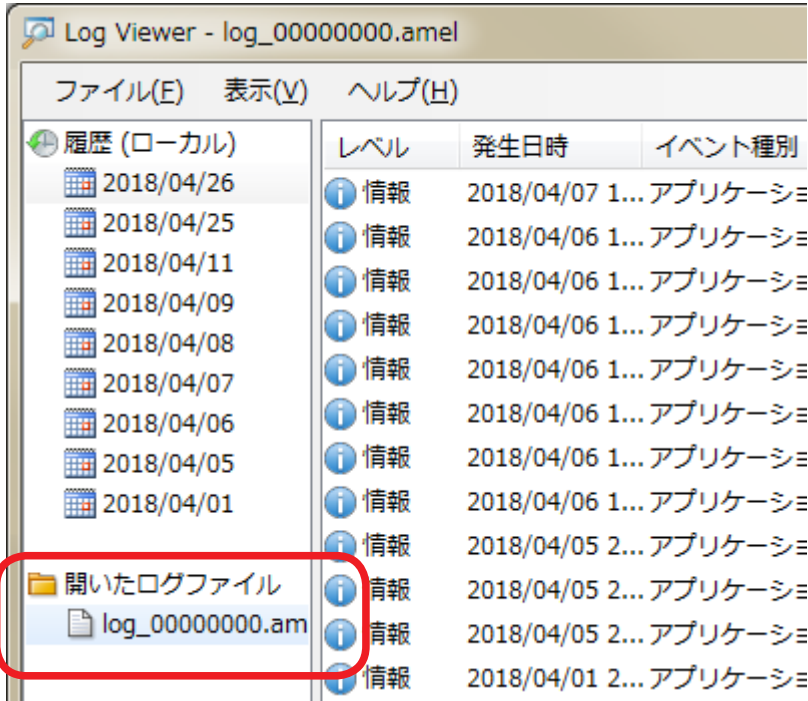 Log Viewer - log_00000000.amel
ファイル(F) 表示(V) ヘルプ(H)
履歴 (ローカル)
2018/04/26
2018/04/25
2018/04/11
2018/04/09
2018/04/08
2018/04/07
2018/04/06
2018/04/05
2018/04/01
開いたログファイル
log_00000000.am
レベル 発生日時 イベント種別
情報 2018/04/07 1... アプリケーショ
情報 2018/04/06 1... アプリケーショ
情報 2018/04/06 1... アプリケーショ
情報 2018/04/06 1... アプリケーショ
情報 2018/04/06 1... アプリケーショ
情報 2018/04/06 1... アプリケーショ
情報 2018/04/06 1... アプリケーショ
情報 2018/04/06 1... アプリケーショ
情報 2018/04/05 2... アプリケーショ
情報 2018/04/05 2... アプリケーショ
情報 2018/04/05 2... アプリケーショ
情報 2018/04/01 2... アプリケーショ